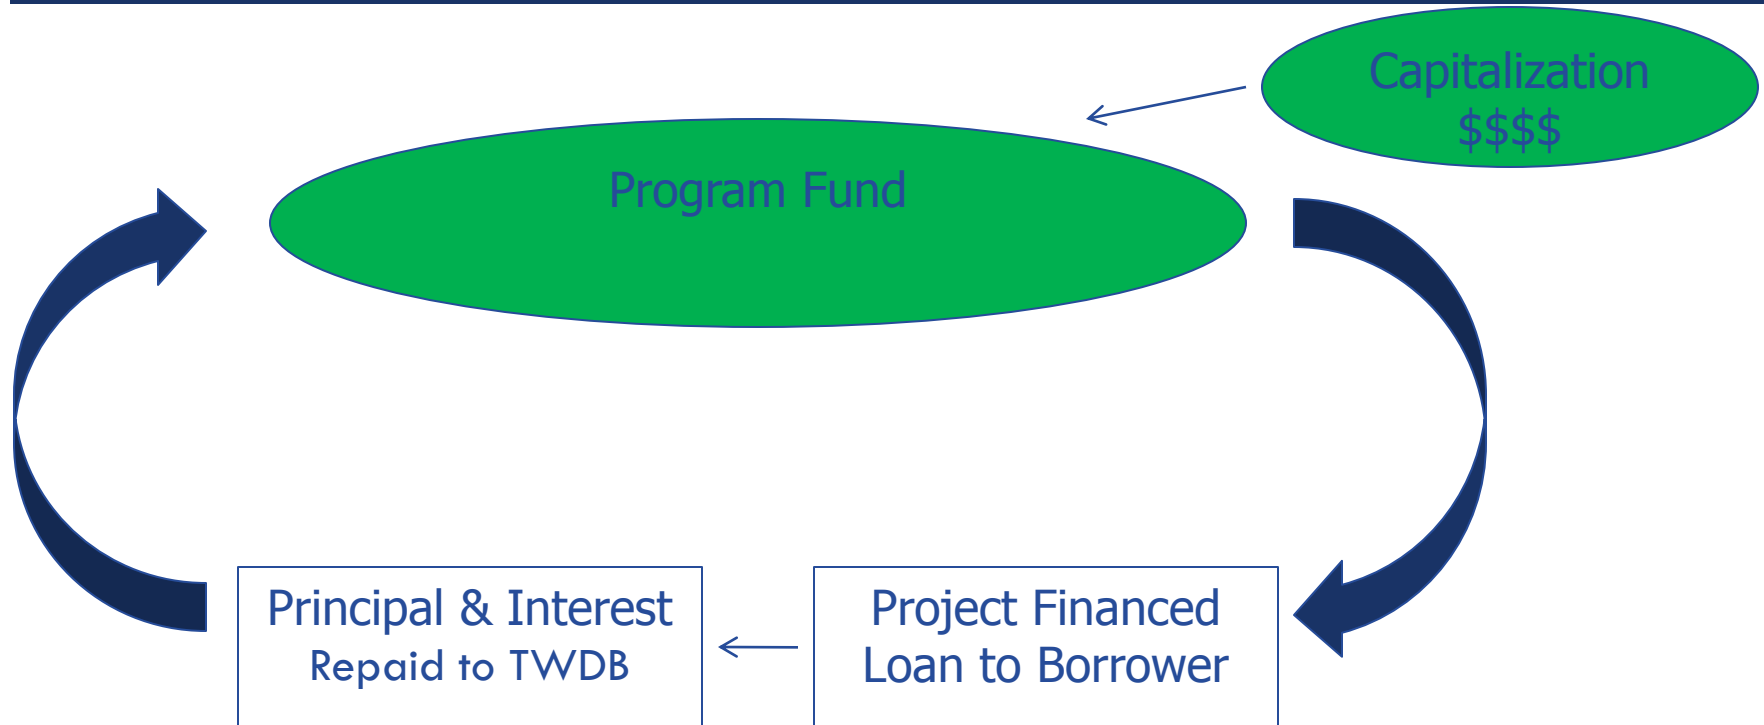 Capitalization
$$$$
Program Fund
Principal & Interest
Repaid to TWDB
Project Financed
Loan to Borrower